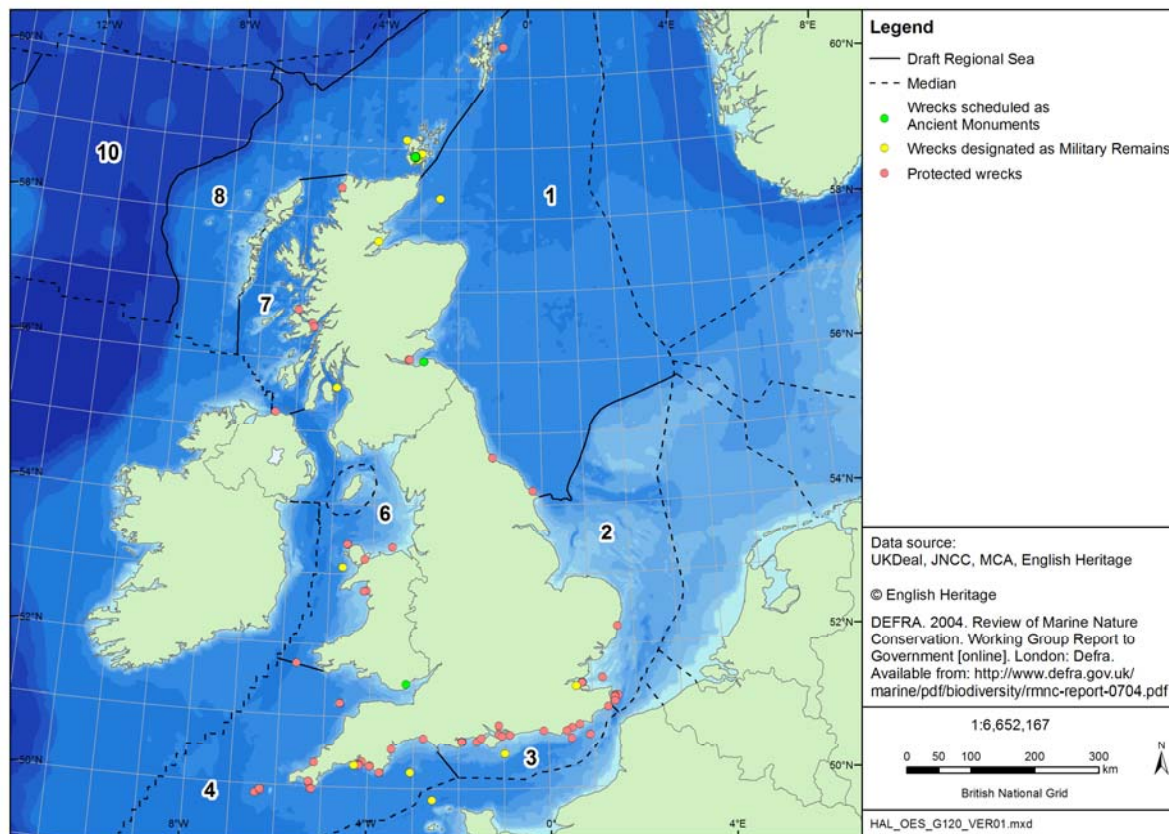 12°W
8°W
4°W
0°
4°E
8°E
60°N
60°N
10
8
1
58°N
58°N
7
56°N
56°N
54°N
54°N
6
2
52°N
52°N
3
50°N
50°N
4
8°W
4°W
0°
4°E
Legend
Draft Regional Sea
Median
Wrecks scheduled as
Ancient Monuments
Wrecks designated as Military Remains
Protected wrecks
Data source:
UKDeal, JNCC, MCA, English Heritage
© English Heritage
DEFRA. 2004. Review of Marine Nature
Conservation. Working Group Report to
Government [online]. London: Defra.
Available from: http://www.defra.gov.uk/
marine/pdf/biodiversity/rmnc-report-0704.pdf
1:6,652,167
0 50 100 200 300
km
N
British National Grid
HAL_OES_G120_VER01.mxd